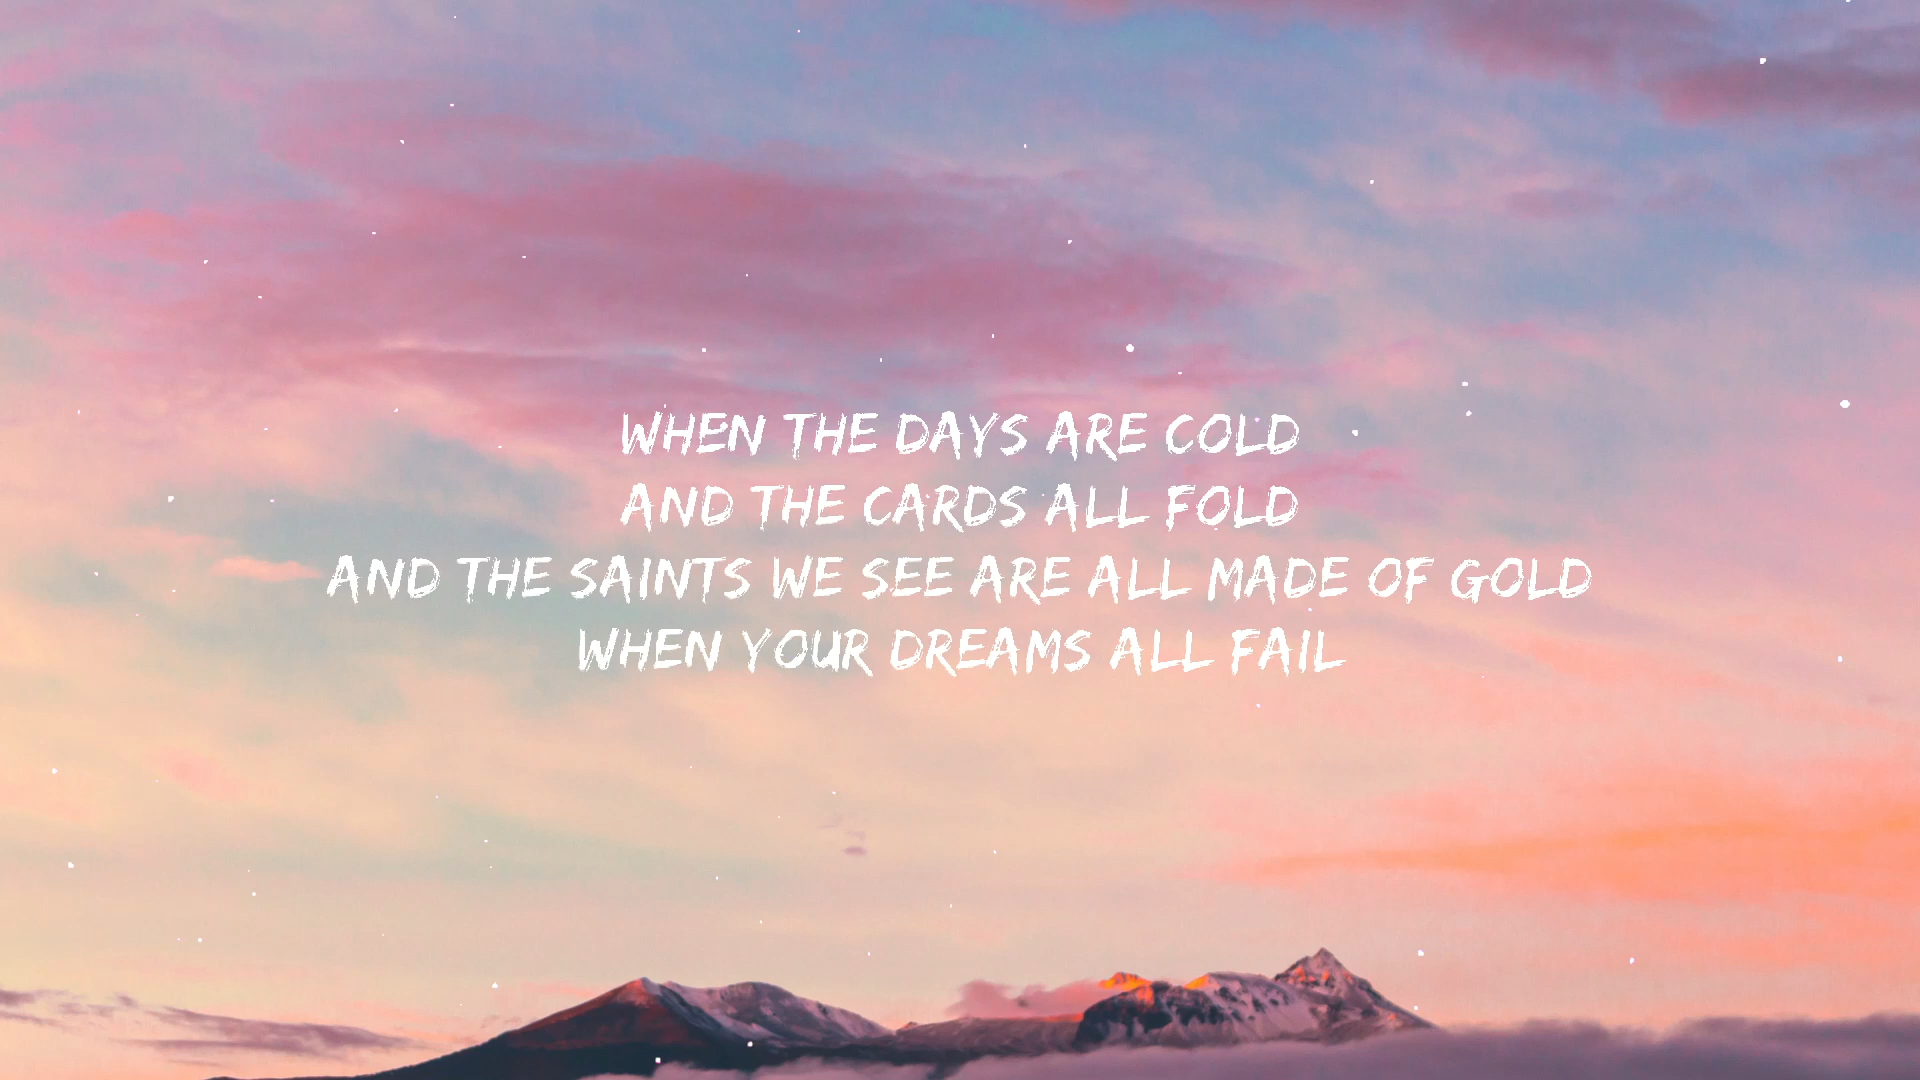 WHEN THE DAYS ARE COLD
AND THE CARDS ALL FOLD
AND THE SAINTS WE SEE ARE ALL MADE OF GOLD
WHEN YOUR DREAMS ALL FAIL